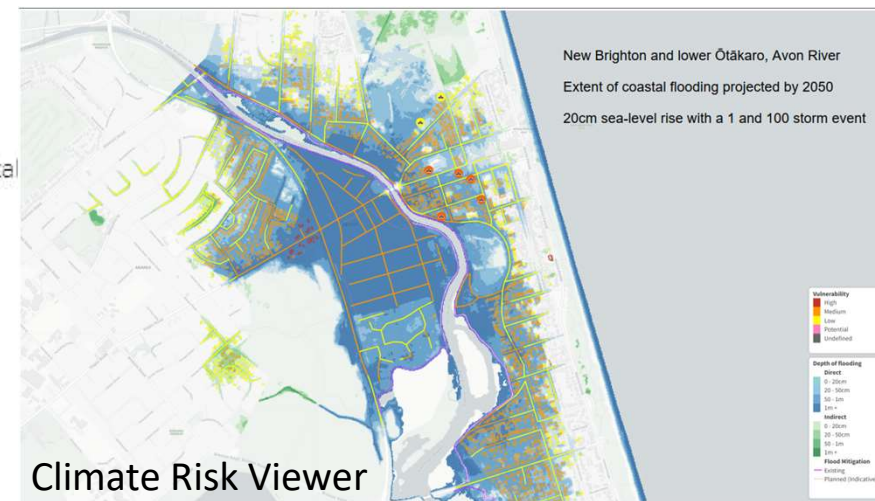 New Brighton and lower Ōtākaro, Avon River
Extent of coastal flooding projected by 2050
20cm sea-level rise with a 1 and 100 storm event
Vulnerability
High
Medium
Low
Potential
Undefined
Depth of flooding
Direct
0 - 20cm
20 - 50cm
50 - 1m
1m +
Indirect
0 - 20cm
20 - 50cm
50 - 1m
1m +
Flood Mitigation
Existing
Planned (Indicative
Climate Risk Viewer